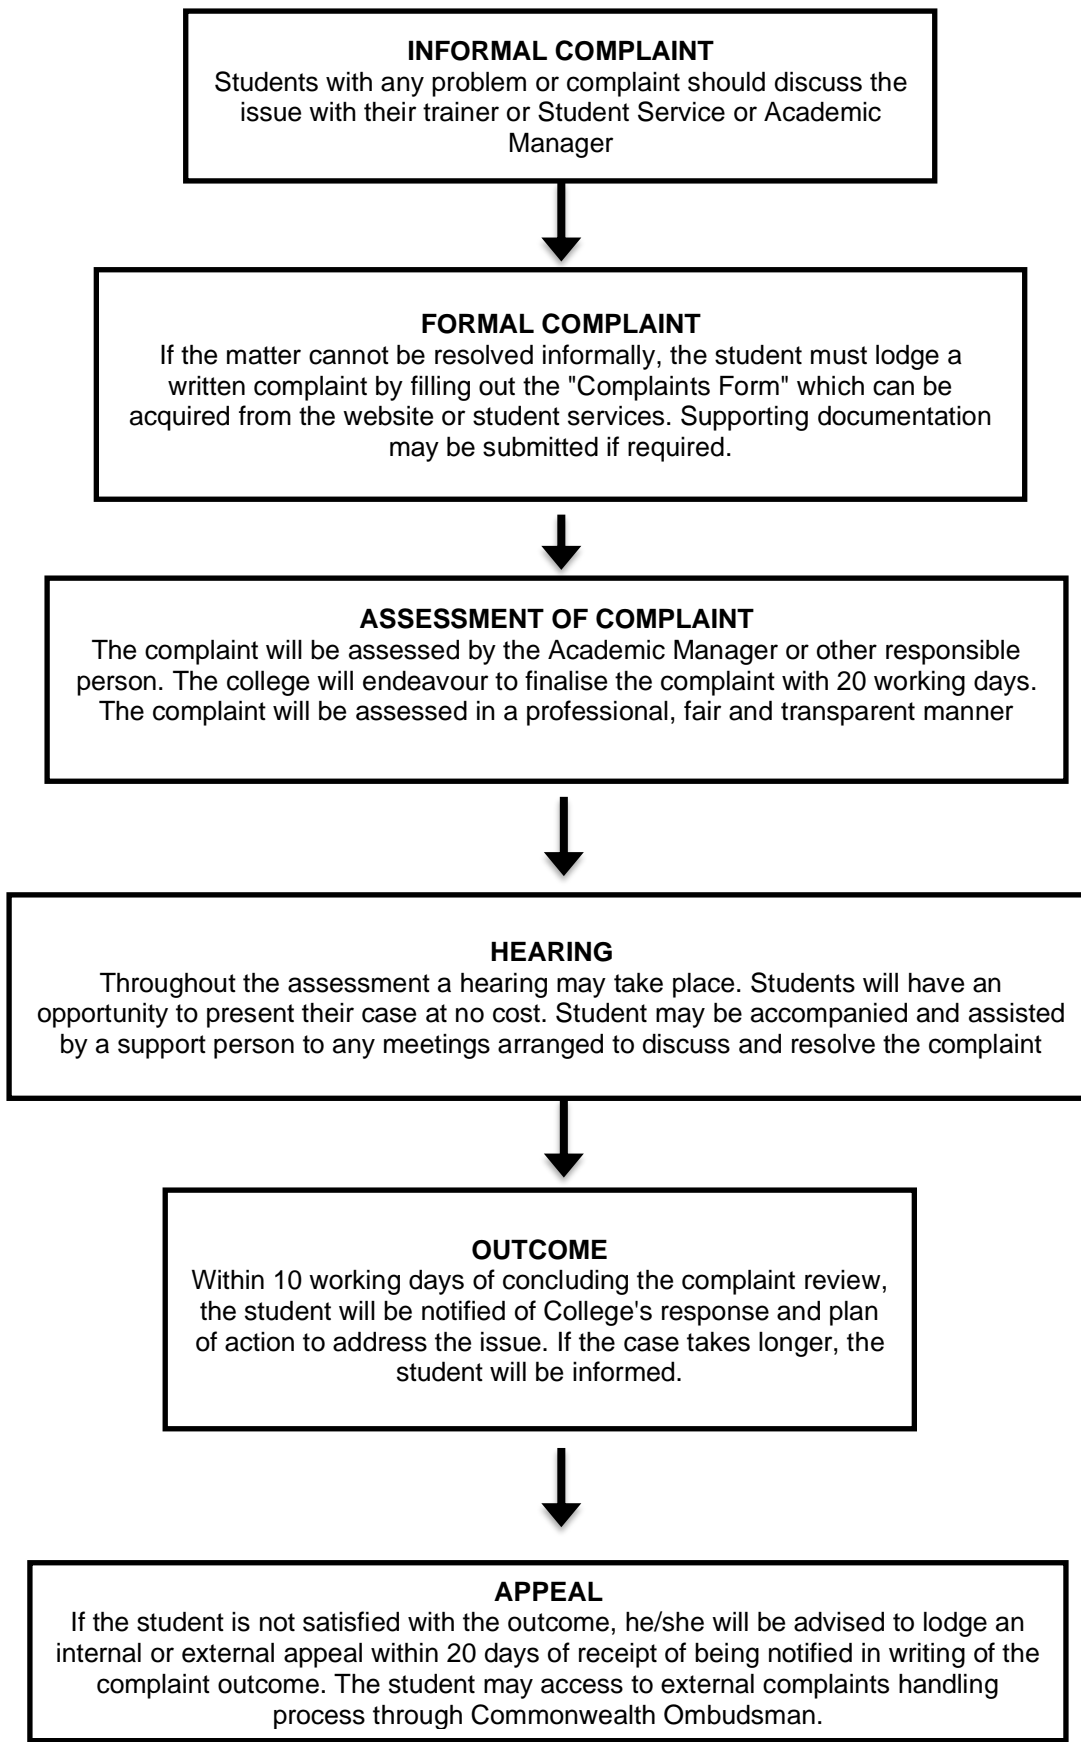 INFORMAL COMPLAINT
Students with any problem or complaint should discuss the
issue with their trainer or Student Service or Academic
Manager
FORMAL COMPLAINT
If the matter cannot be resolved informally, the student must lodge a
written complaint by filling out the "Complaints Form" which can be
acquired from the website or student services. Supporting documentation
may be submitted if required.
ASSESSMENT OF COMPLAINT
The complaint will be assessed by the Academic Manager or other responsible
person. The college will endeavour to finalise the complaint with 20 working days.
The complaint will be assessed in a professional, fair and transparent manner
HEARING
Throughout the assessment a hearing may take place. Students will have an
opportunity to present their case at no cost. Student may be accompanied and assisted
by a support person to any meetings arranged to discuss and resolve the complaint
OUTCOME
Within 10 working days of concluding the complaint review,
the student will be notified of College's response and plan
of action to address the issue. If the case takes longer, the
student will be informed.
APPEAL
If the student is not satisfied with the outcome, he/she will be advised to lodge an
internal or external appeal within 20 days of receipt of being notified in writing of the
complaint outcome. The student may access to external complaints handling
process through Commonwealth Ombudsman.